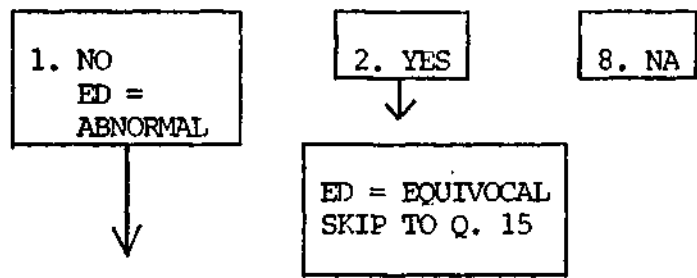 1. NO
ED =
ABNORMAL
2. YES
8. NA
ED = EQUIVOCAL
SKIP TO Q. 15